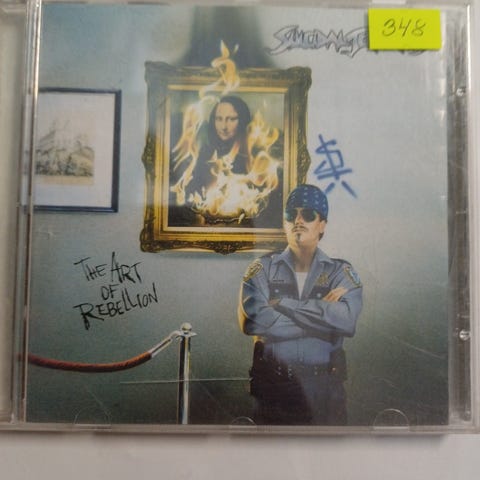 348
THE ART
OF
REBELLION